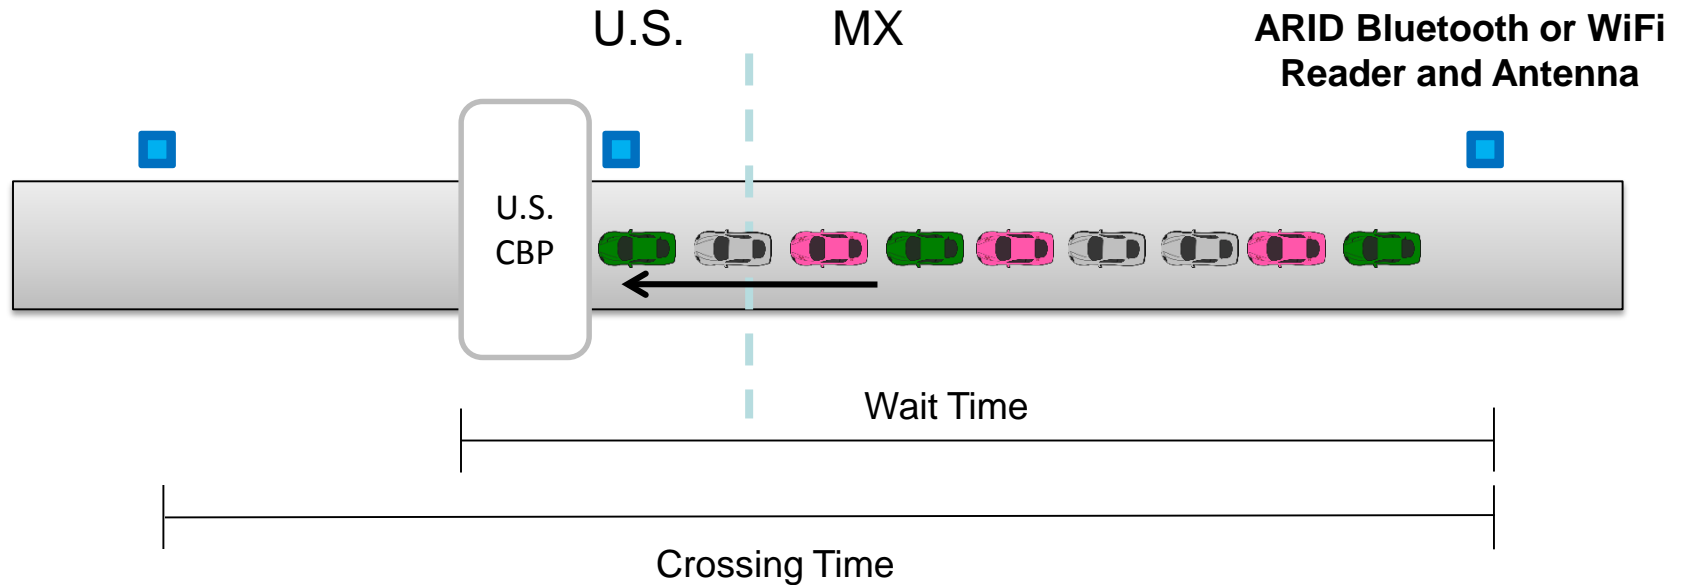 U.S.
MX
ARID Bluetooth or WiFi
Reader and Antenna
U.S.
CBP
Wait Time
Crossing Time